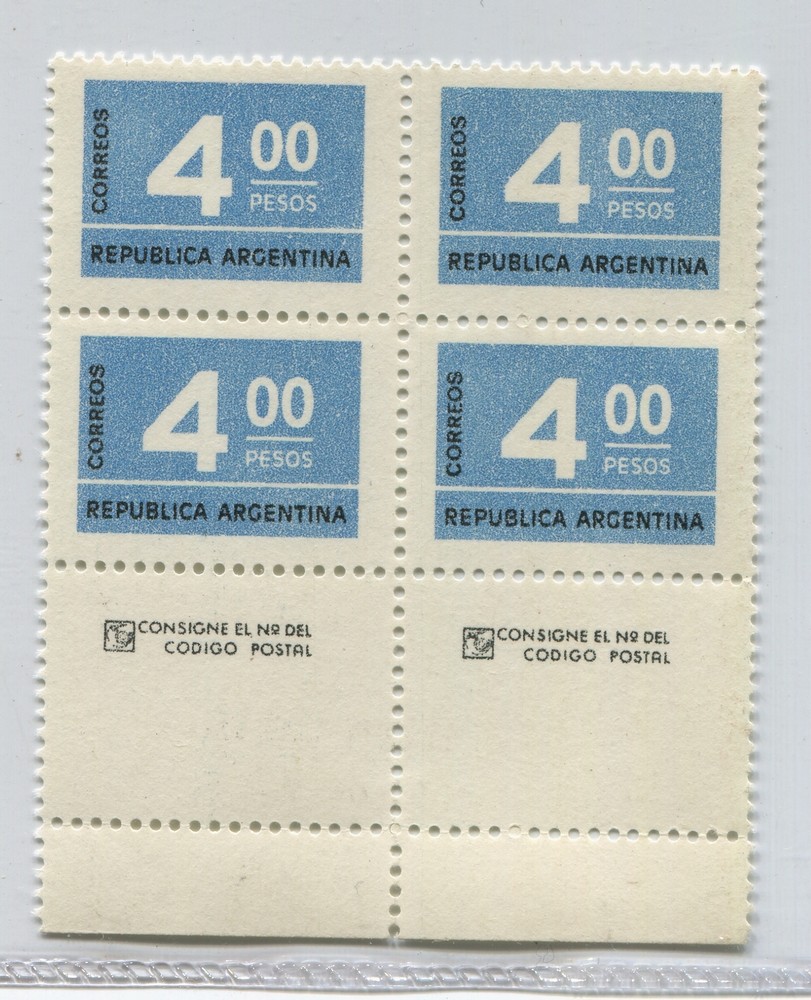 CORREOS
4 00
PESOS
REPUBLICA ARGENTINA
CORREOS
4 00
PESOS
REPUBLICA ARGENTINA
CORREOS
4 00
PESOS
REPUBLICA ARGENTINA
CORREOS
4 00
PESOS
REPUBLICA ARGENTINA
CONSIGNE EL Nº DEL
CODIGO POSTAL
CONSIGNE EL Nº DEL
CODIGO POSTAL